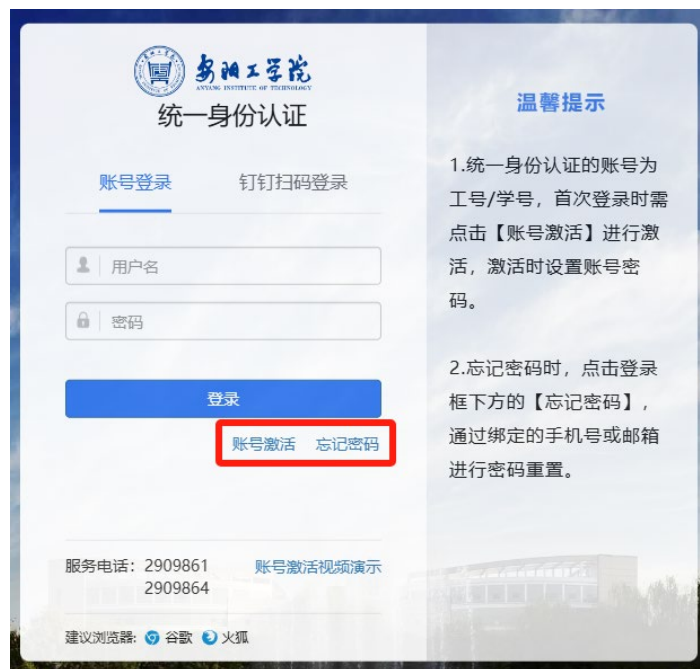 安阳工学院
ANYANG INSTITUTE OF TECHNOLOGY
统一身份认证
账号登录 钉钉扫码登录
用户名
密码
登录
账号激活 忘记密码
服务电话：2909861 账号激活视频演示
2909864
建议浏览器: 谷歌 火狐
温馨提示
1.统一身份认证的账号为
工号/学号，首次登录时需
点击【账号激活】进行激
活，激活时设置账号密
码。
2.忘记密码时，点击登录
框下方的【忘记密码】，
通过绑定的手机号或邮箱
进行密码重置。